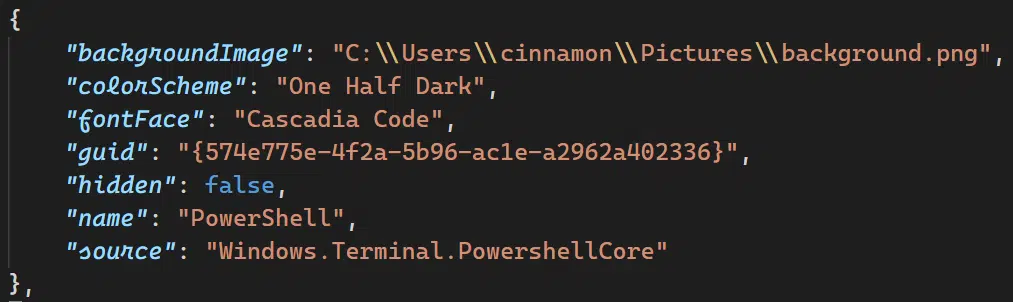 {
"backgroundImage": "C:\\Users\\cinnamon\\Pictures\\background.png",
"colorScheme": "One Half Dark",
"fontFace": "Cascadia Code",
"guid": "{574e775e-4f2a-5b96-ac1e-a2962a402336}",
"hidden": false,
"name": "PowerShell",
"source": "Windows.Terminal.PowershellCore"
},